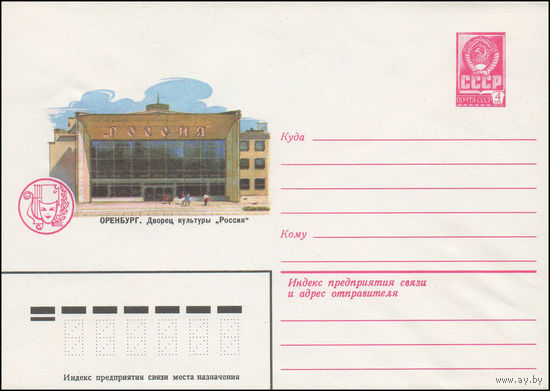 СССР
ПОЧТА СССР 4
"РОССИЯ"
ОРЕНБУРГ. Дворец культуры „Россия“
Куда
Кому
Индекс предприятия связи
и адрес отправителя
Индекс предприятия связи места назначения
www.ay.by